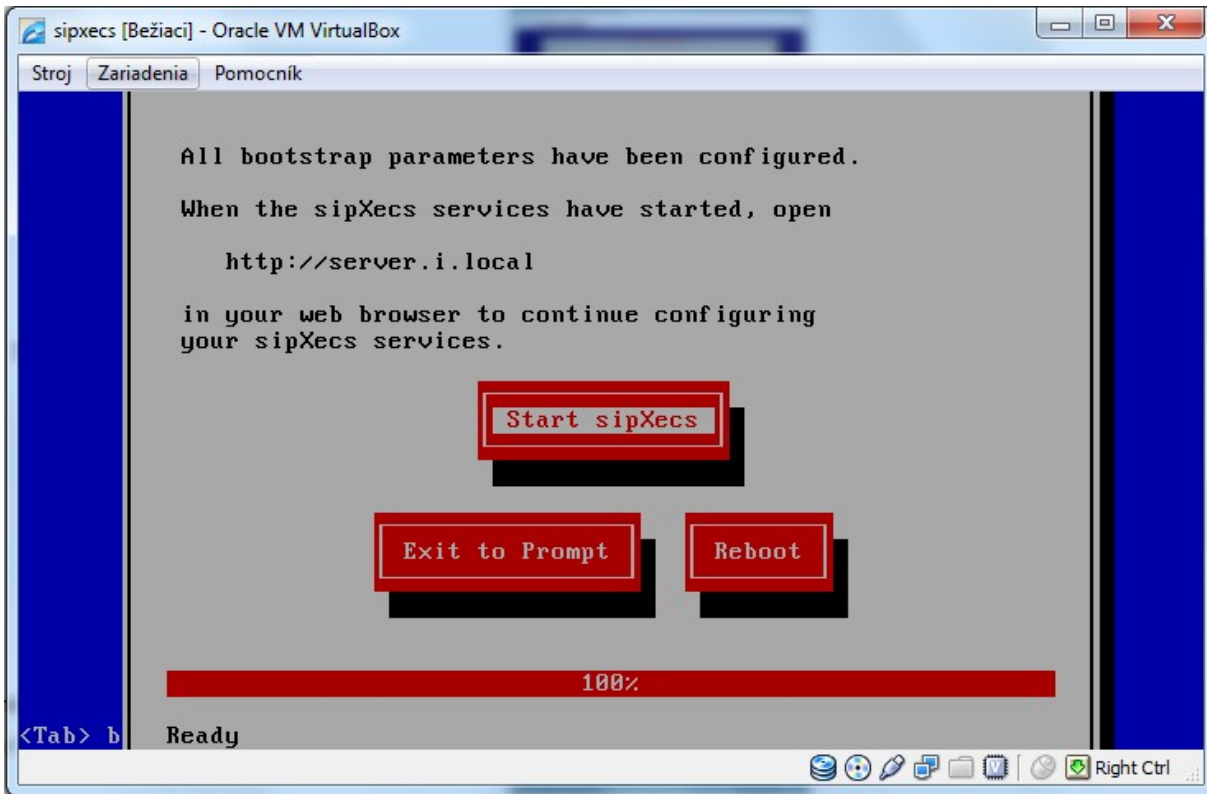 sipxecs [Bežiaci] - Oracle VM VirtualBox
Stroj Zariadenia Pomocník
All bootstrap parameters have been configured.
When the sipXecs services have started, open
http://server.i.local
in your web browser to continue configuring
your sipXecs services.
Start sipXecs
Exit to Prompt Reboot
100%
<Tab> b Ready
Right Ctrl